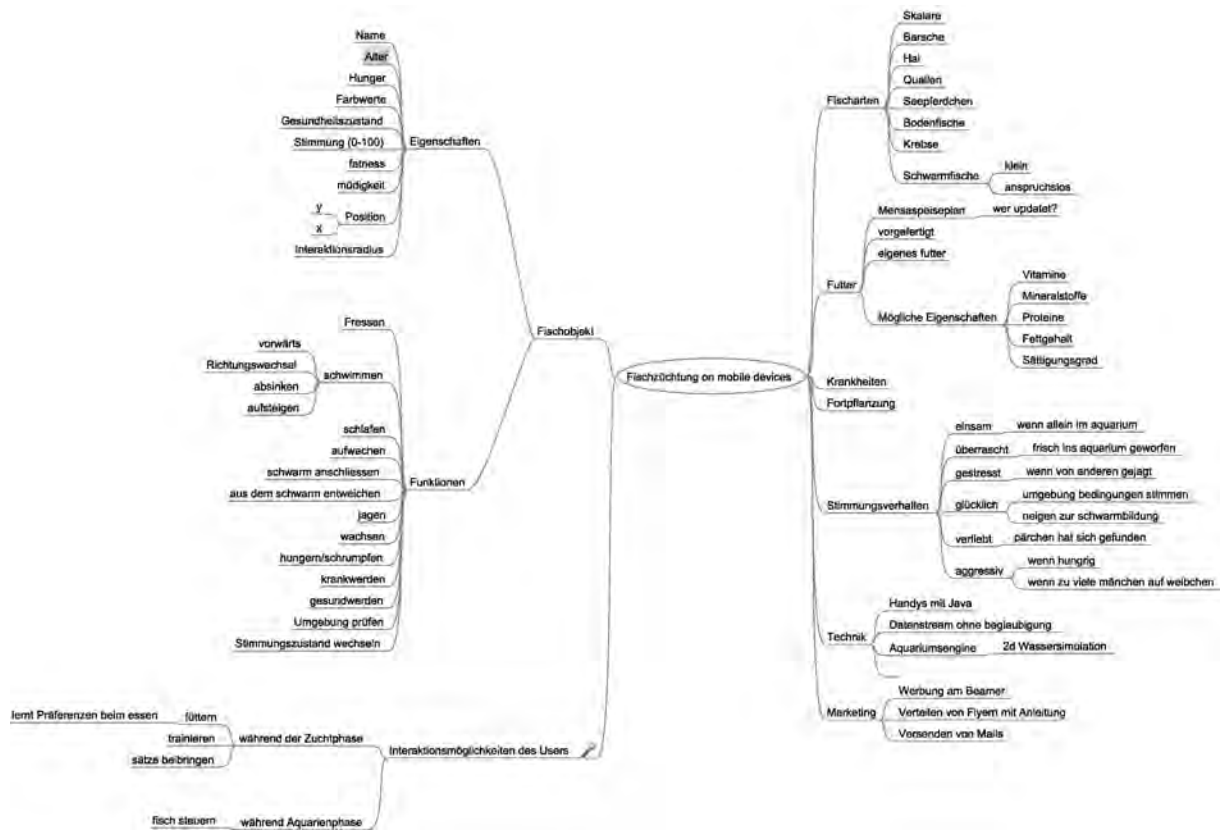 Fischzüchtung on mobile devices
Fischobjekt
Eigenschaften
Name
Alter
Hunger
Farbwerte
Gesundheitszustand
Stimmung (0-100)
fatness
müdigkeit
Position
y
x
Interaktionsradius
Funktionen
Fressen
schwimmen
vorwärts
Richtungswechsel
absinken
aufsteigen
schlafen
aufwachen
schwarm anschliessen
aus dem schwarm entweichen
jagen
wachsen
hungern/schrumpfen
krankwerden
gesundwerden
Umgebung prüfen
Stimmungszustand wechseln
Interaktionsmöglichkeiten des Users
während der Zuchtphase
füttern
lernt Präferenzen beim essen
trainieren
sätze beibringen
während Aquarienphase
fisch steuern
Fischarten
Skalare
Barsche
Hai
Quallen
Seepferdchen
Bodenfische
Krebse
Schwarmfische
klein
anspruchslos
Futter
Mensaspeiseplan
wer updatet?
vorgefertigt
eigenes futter
Mögliche Eigenschaften
Vitamine
Mineralstoffe
Proteine
Fettgehalt
Sättigungsgrad
Krankheiten
Fortpflanzung
Stimmungsverhalten
einsam
wenn allein im aquarium
überrascht
frisch ins aquarium geworfen
gestresst
wenn von anderen gejagt
glücklich
umgebung bedingungen stimmen
neigen zur schwarmbildung
verliebt
pärchen hat sich gefunden
aggressiv
wenn hungrig
wenn zu viele mänchen auf weibchen
Technik
Handys mit Java
Datenstream ohne beglaubigung
Aquariumsengine
2d Wassersimulation
Marketing
Werbung am Beamer
Verteilen von Flyern mit Anleitung
Versenden von Mails